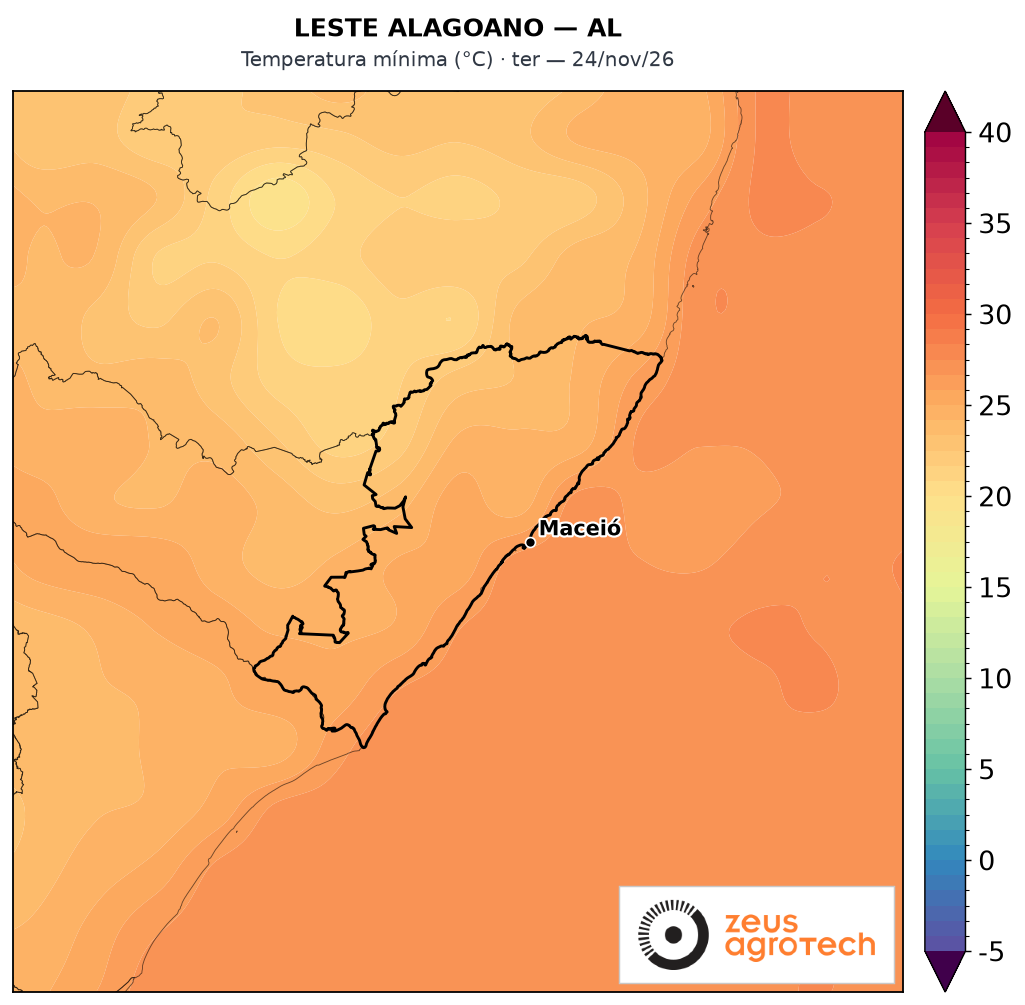 LESTE ALAGOANO — AL
Temperatura mínima (°C) · ter — 24/nov/26
40
35
30
25
20
15
10
5
0
-5
Maceió
zeus
agrotech